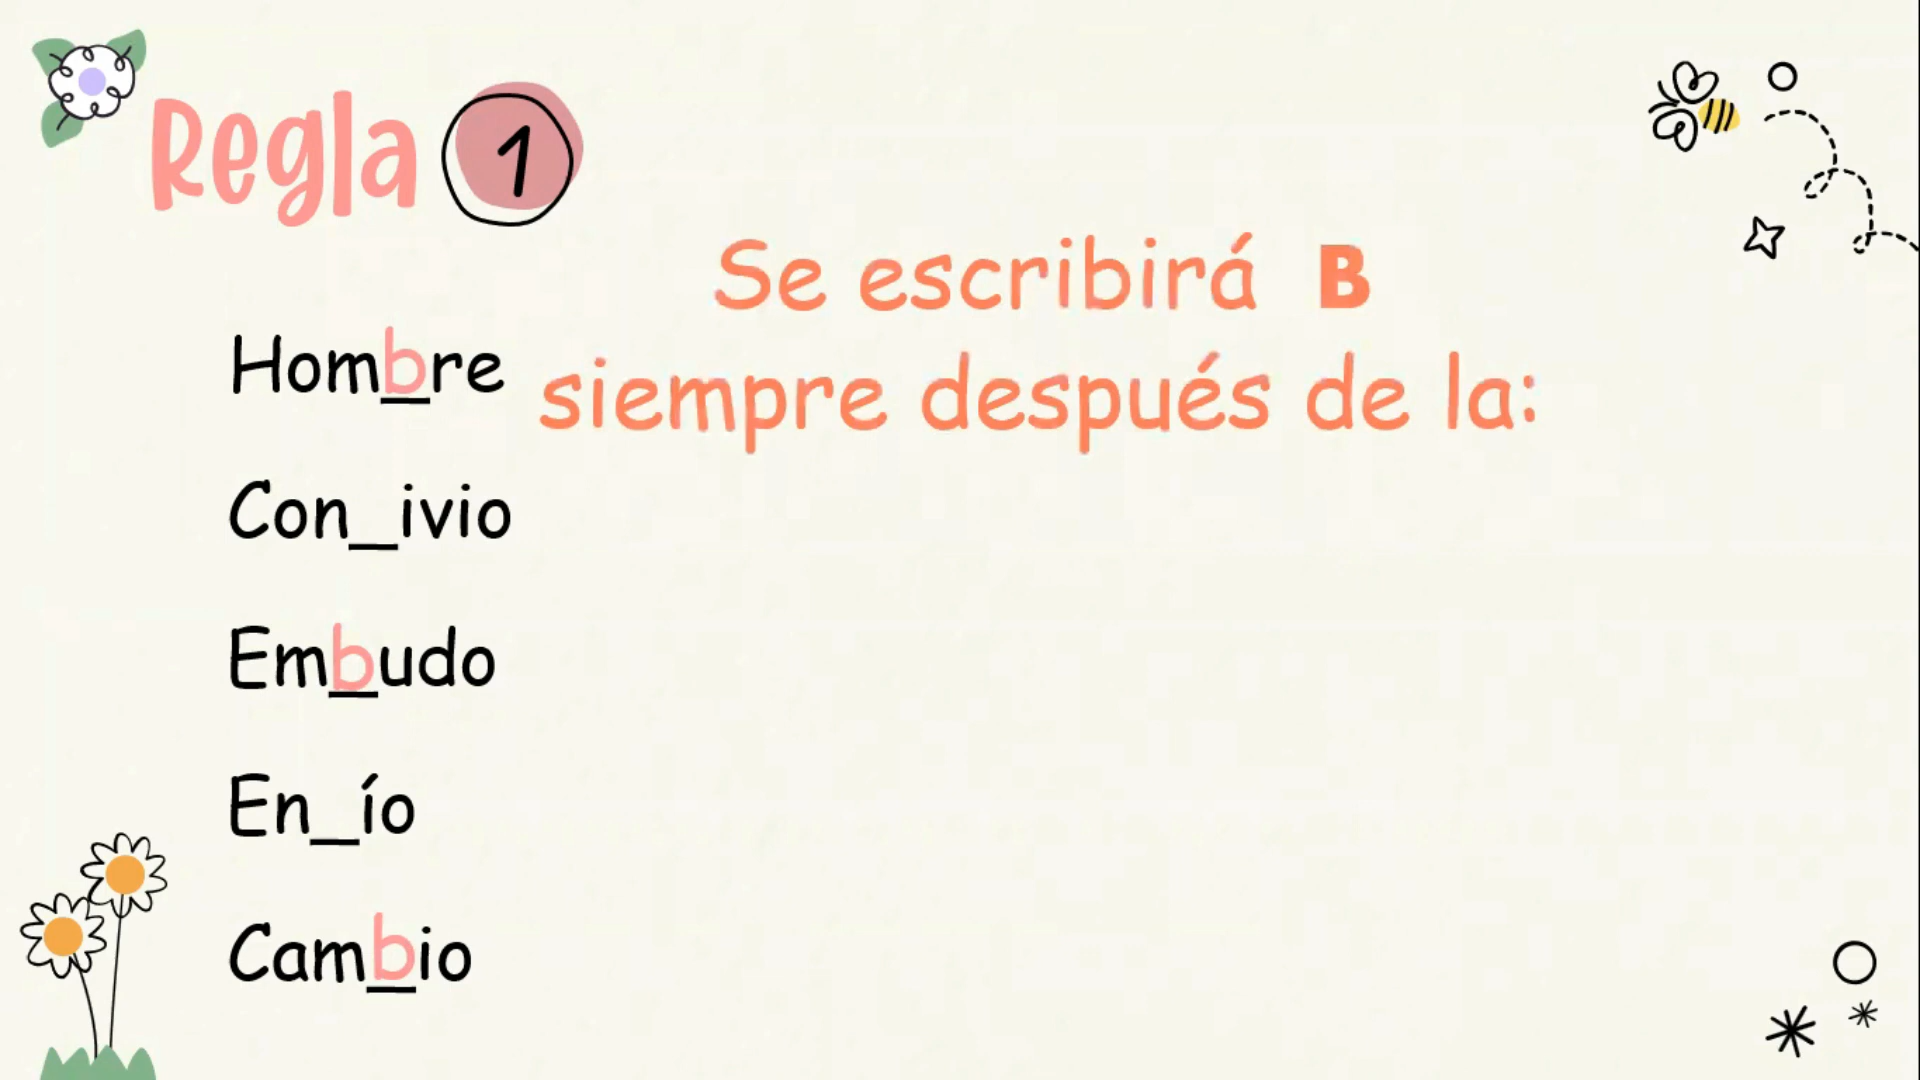 Regla 1
Se escribirá B
siempre después de la:
Hombre
Con_ivio
Embudo
En_ío
Cambio